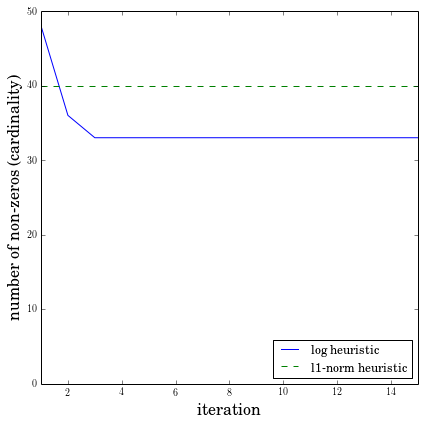 50
40
30
20
10
0
2 4 6 8 10 12 14
number of non-zeros (cardinality)
iteration
log heuristic
l1-norm heuristic